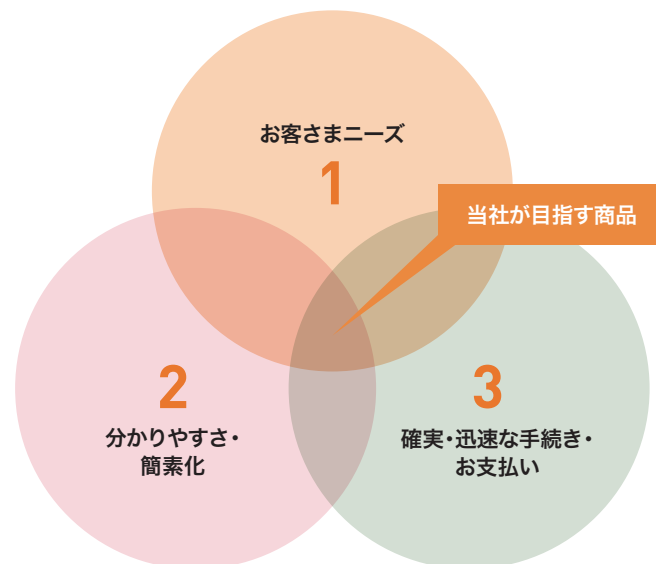 お客さまニーズ
1
当社が目指す商品
2
分かりやすさ・
簡素化
3
確実・迅速な手続き・
お支払い